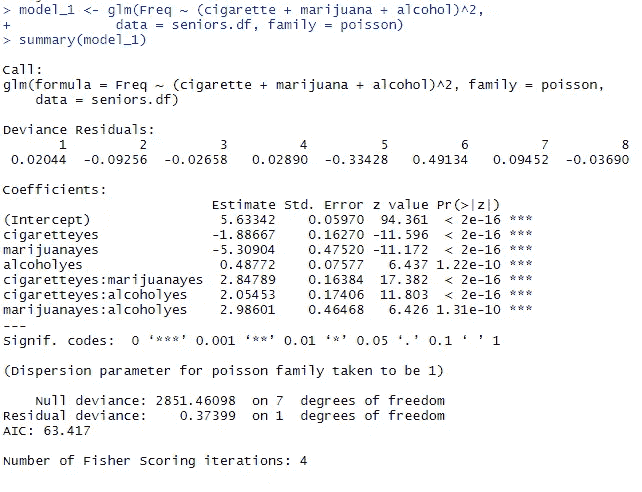 > model_1 <- glm(Freq ~ (cigarette + marijuana + alcohol)^2,
+ data = seniors.df, family = poisson)
> summary(model_1)
Call:
glm(formula = Freq ~ (cigarette + marijuana + alcohol)^2, family = poisson,
data = seniors.df)
Deviance Residuals:
1 2 3 4 5 6 7 8
0.02044 -0.09256 -0.02658 0.02890 -0.33428 0.49134 0.09452 -0.03690
Coefficients:
Estimate Std. Error z value Pr(>|z|)
(Intercept) 5.63342 0.05970 94.361 < 2e-16 ***
cigaretteyes -1.88667 0.16270 -11.596 < 2e-16 ***
marijuanayes -5.30904 0.47520 -11.172 < 2e-16 ***
alcoholyes 0.48772 0.07577 6.437 1.22e-10 ***
cigaretteyes:marijuanayes 2.84789 0.16384 17.382 < 2e-16 ***
cigaretteyes:alcoholyes 2.05453 0.17406 11.803 < 2e-16 ***
marijuanayes:alcoholyes 2.98601 0.46468 6.426 1.31e-10 ***
---
Signif. codes: 0 ‘***’ 0.001 ‘**’ 0.01 ‘*’ 0.05 ‘.’ 0.1 ‘ ’ 1
(Dispersion parameter for poisson family taken to be 1)
Null deviance: 2851.46098 on 7 degrees of freedom
Residual deviance: 0.37399 on 1 degrees of freedom
AIC: 63.417
Number of Fisher Scoring iterations: 4